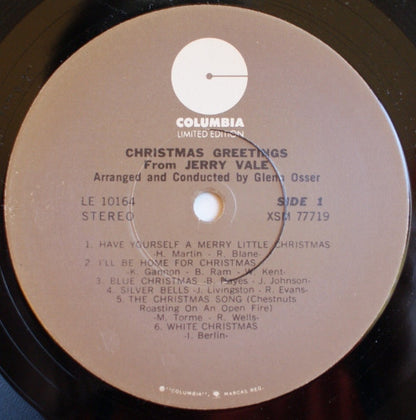 COLUMBIA
LIMITED EDITION
CHRISTMAS GREETINGS
From JERRY VALE
Arranged and Conducted by Glenn Osser
LE 10164 SIDE 1
STEREO XSM 77719
1. HAVE YOURSELF A MERRY LITTLE CHRISTMAS
-H. Martin - R. Blane-
2. I'LL BE HOME FOR CHRISTMAS
-K. Gannon - B. Ram - W. Kent-
3. BLUE CHRISTMAS -B. Hayes - J. Johnson-
4. SILVER BELLS -J. Livingston - R. Evans-
5. THE CHRISTMAS SONG (Chestnuts
Roasting On An Open Fire)
-M. Torme - R. Wells-
6. WHITE CHRISTMAS
-I. Berlin-
® "COLUMBIA", MARCAS REG.